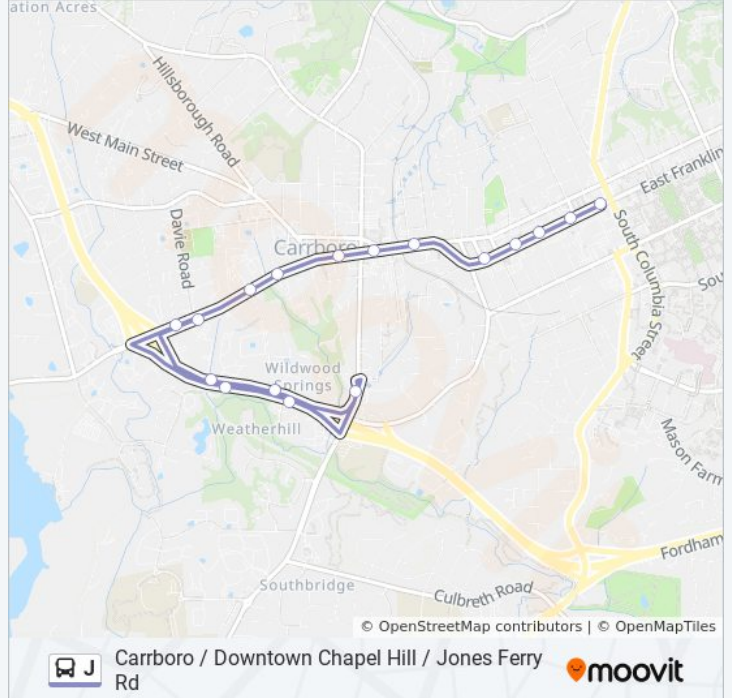 ation Acres
Hillsborough Road
West Main Street
East Franklin
Davie Road
Carrboro
South Columbia Street
Sou
Wildwood
Springs
Weatherhill
Mason Farm
Fordham
Southbridge
Culbreth Road
© OpenStreetMap contributors | © OpenMapTiles
J
Carrboro / Downtown Chapel Hill / Jones Ferry
Rd
moovit